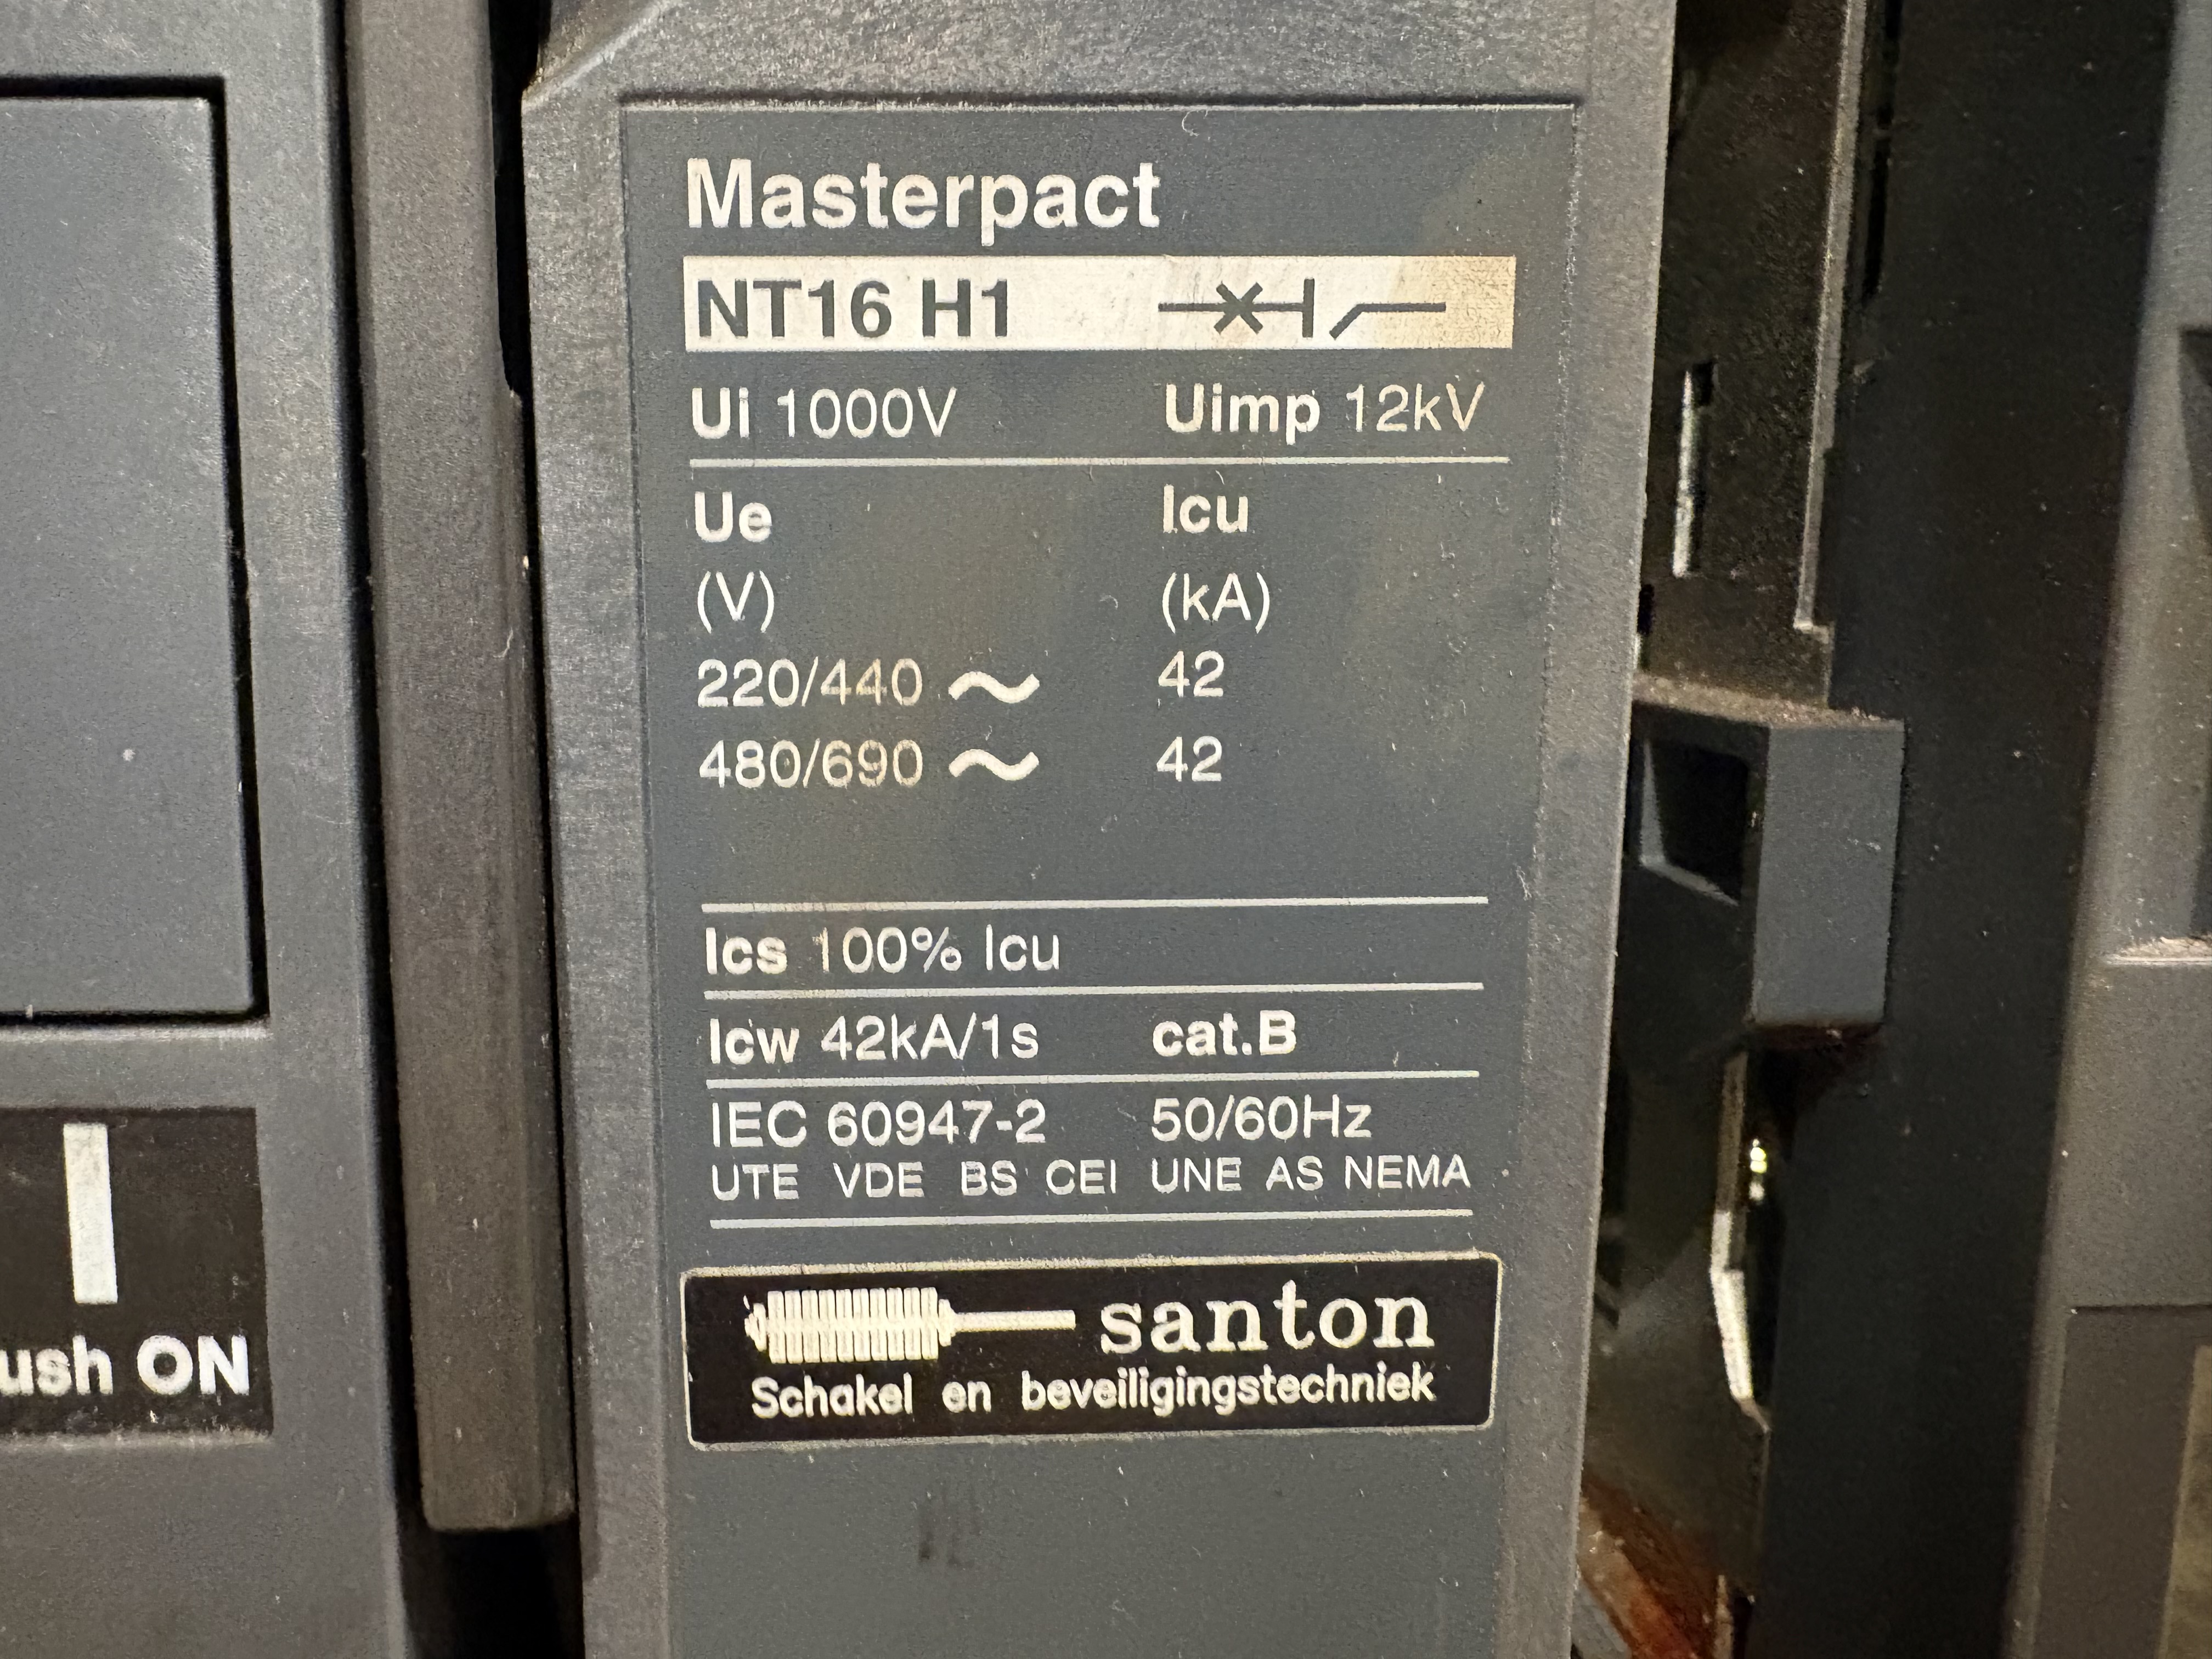 Masterpact
NT16 H1
Ui 1000V Uimp 12kV
Ue Icu
(V) (kA)
220/440 ~ 42
480/690 ~ 42
Ics 100% Icu
Icw 42kA/1s cat.B
IEC 60947-2 50/60Hz
UTE VDE BS CEI UNE AS NEMA
santon
Schakel en beveiligingstechniek
I
ush ON